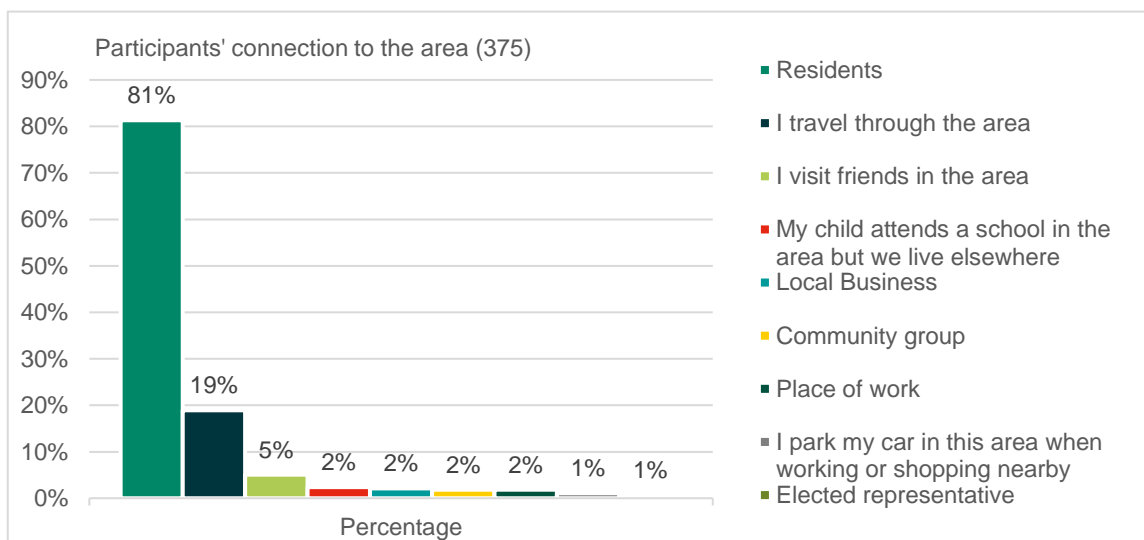 Participants' connection to the area (375)
90%
80%
70%
60%
50%
40%
30%
20%
10%
0%
81%
19%
5%
2%
2%
2%
2%
1%
1%
Percentage
Residents
I travel through the area
I visit friends in the area
My child attends a school in the
area but we live elsewhere
Local Business
Community group
Place of work
I park my car in this area when
working or shopping nearby
Elected representative